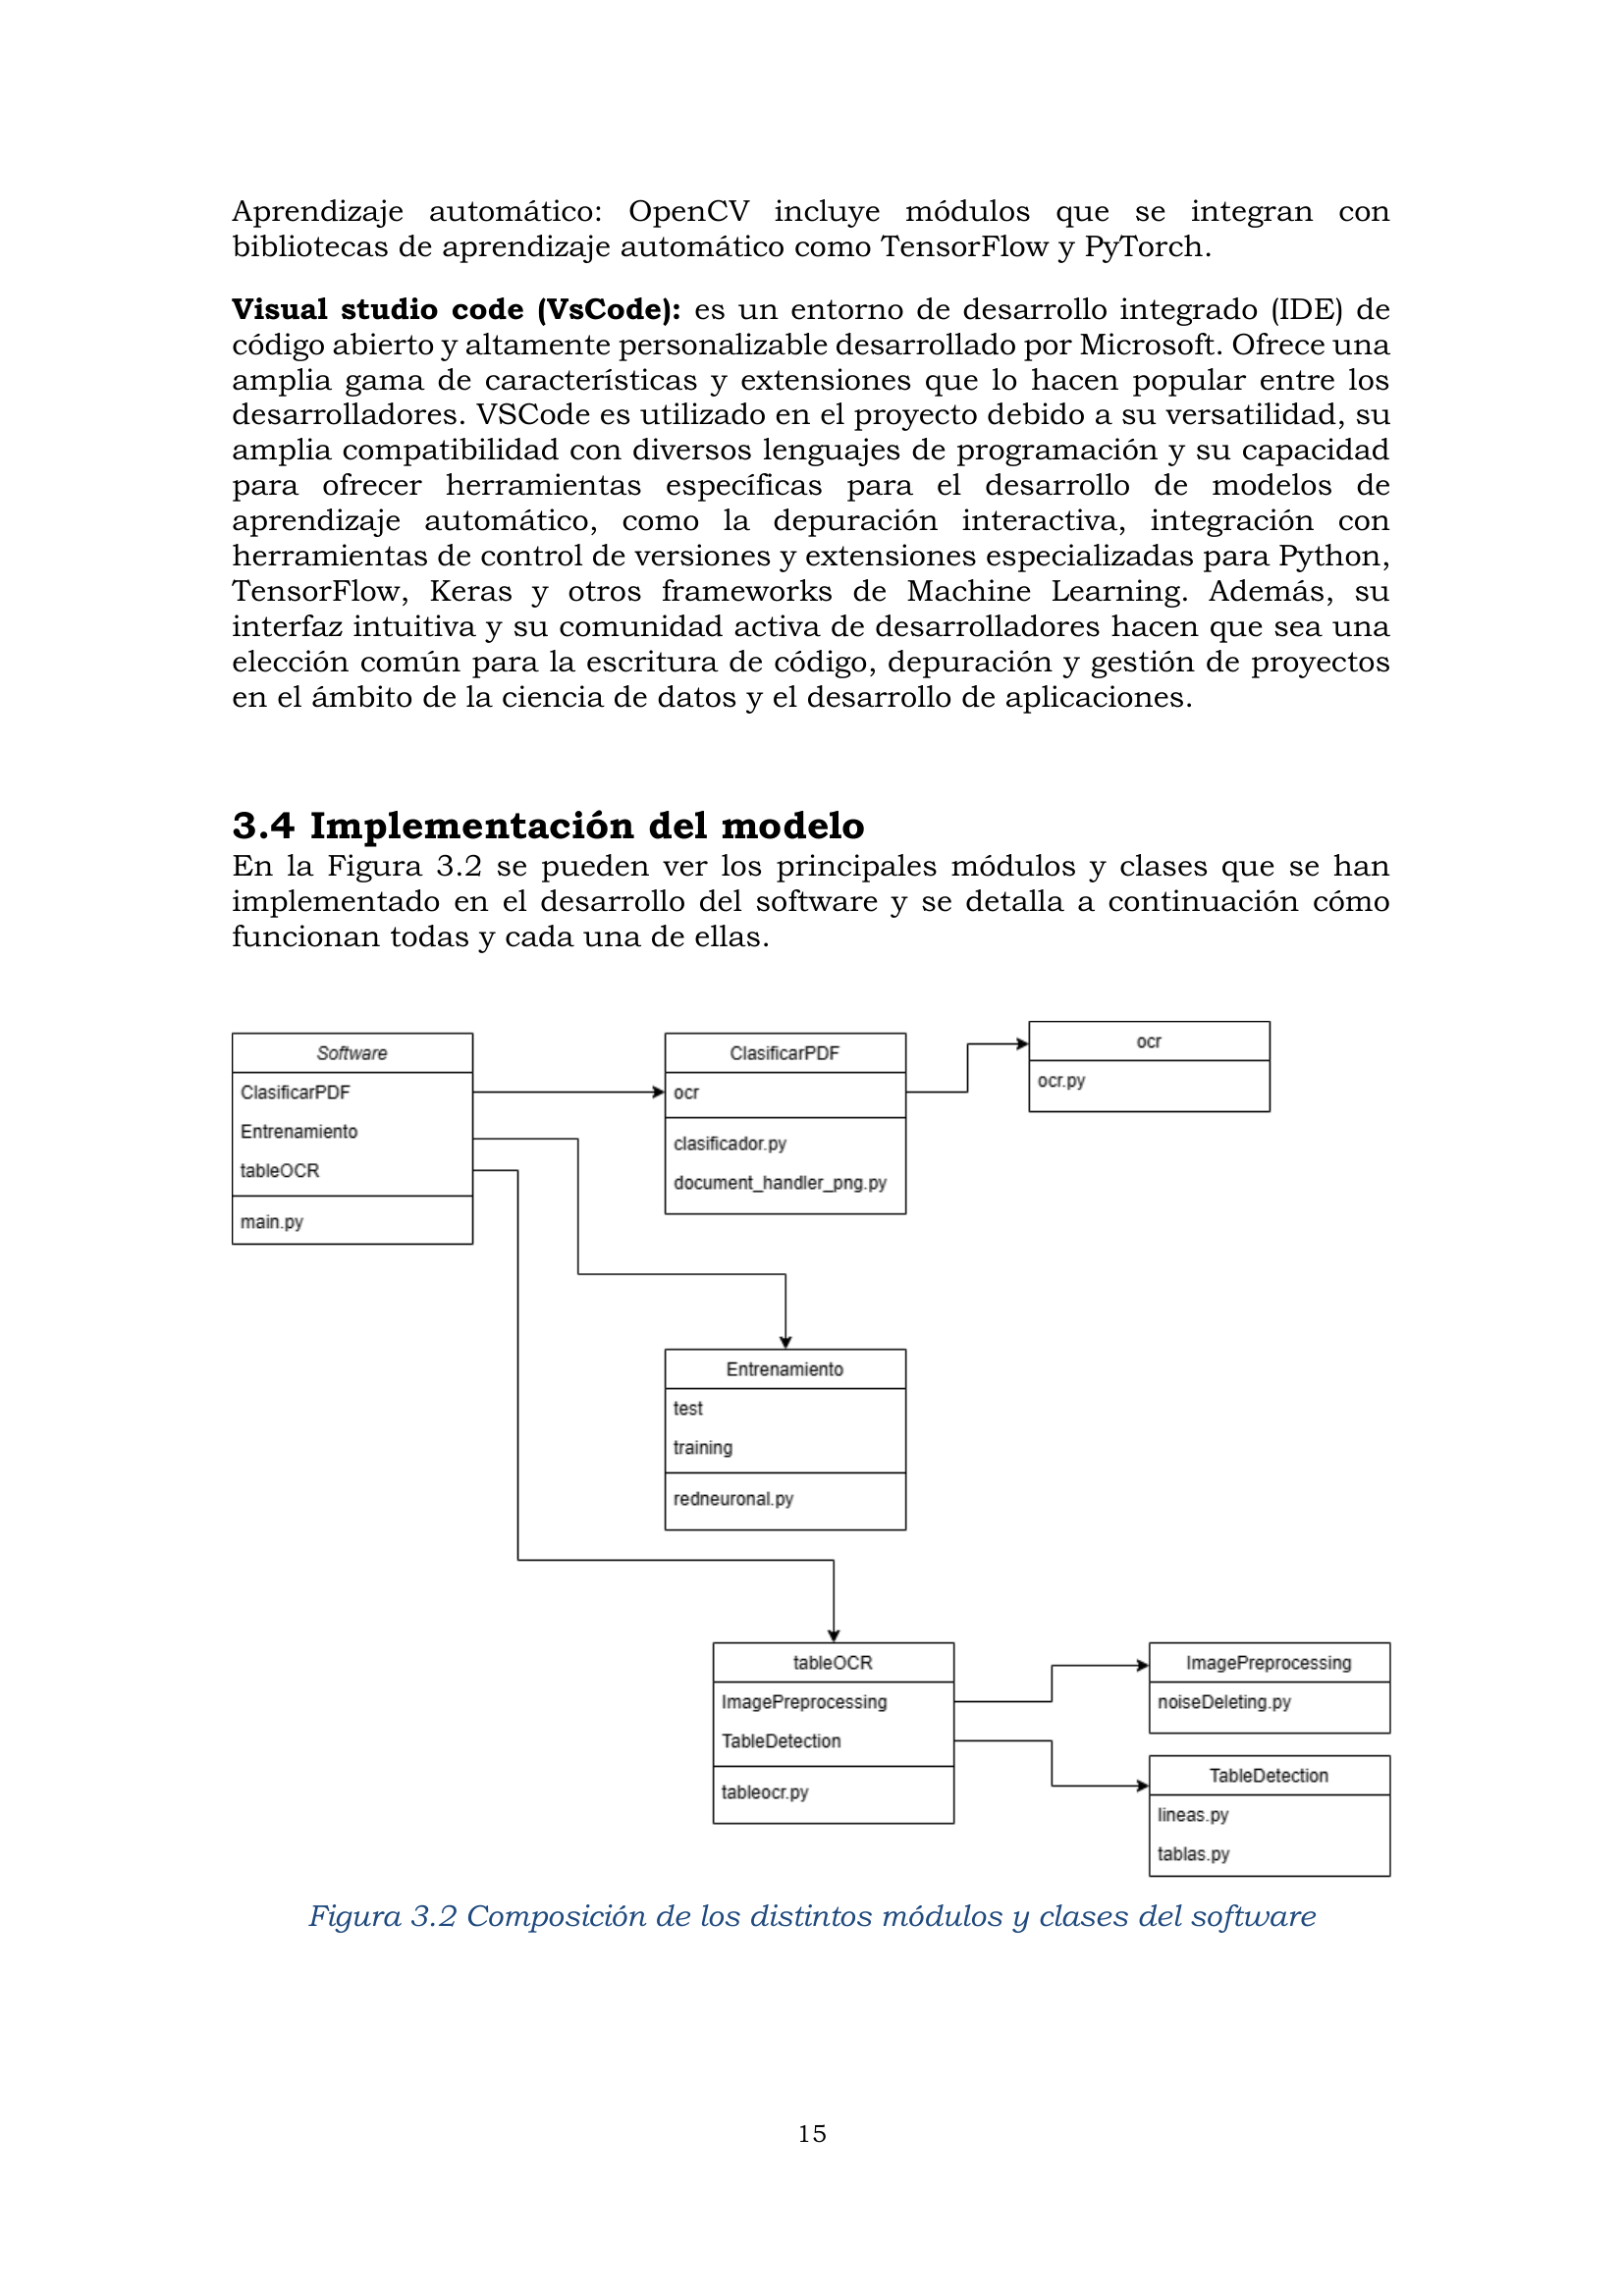 Aprendizaje automático: OpenCV incluye módulos que se integran con
bibliotecas de aprendizaje automático como TensorFlow y PyTorch.
Visual studio code (VsCode): es un entorno de desarrollo integrado (IDE) de
código abierto y altamente personalizable desarrollado por Microsoft. Ofrece una
amplia gama de características y extensiones que lo hacen popular entre los
desarrolladores. VSCode es utilizado en el proyecto debido a su versatilidad, su
amplia compatibilidad con diversos lenguajes de programación y su capacidad
para ofrecer herramientas específicas para el desarrollo de modelos de
aprendizaje automático, como la depuración interactiva, integración con
herramientas de control de versiones y extensiones especializadas para Python,
TensorFlow, Keras y otros frameworks de Machine Learning. Además, su
interfaz intuitiva y su comunidad activa de desarrolladores hacen que sea una
elección común para la escritura de código, depuración y gestión de proyectos
en el ámbito de la ciencia de datos y el desarrollo de aplicaciones.
3.4 Implementación del modelo
En la Figura 3.2 se pueden ver los principales módulos y clases que se han
implementado en el desarrollo del software y se detalla a continuación cómo
funcionan todas y cada una de ellas.
Software
ClasificarPDF
Entrenamiento
tableOCR
main.py
ClasificarPDF
ocr
clasificador.py
document_handler_png.py
ocr
ocr.py
Entrenamiento
test
training
redneuronal.py
tableOCR
ImagePreprocessing
TableDetection
tableocr.py
ImagePreprocessing
noiseDeleting.py
TableDetection
lineas.py
tablas.py
Figura 3.2 Composición de los distintos módulos y clases del software
15